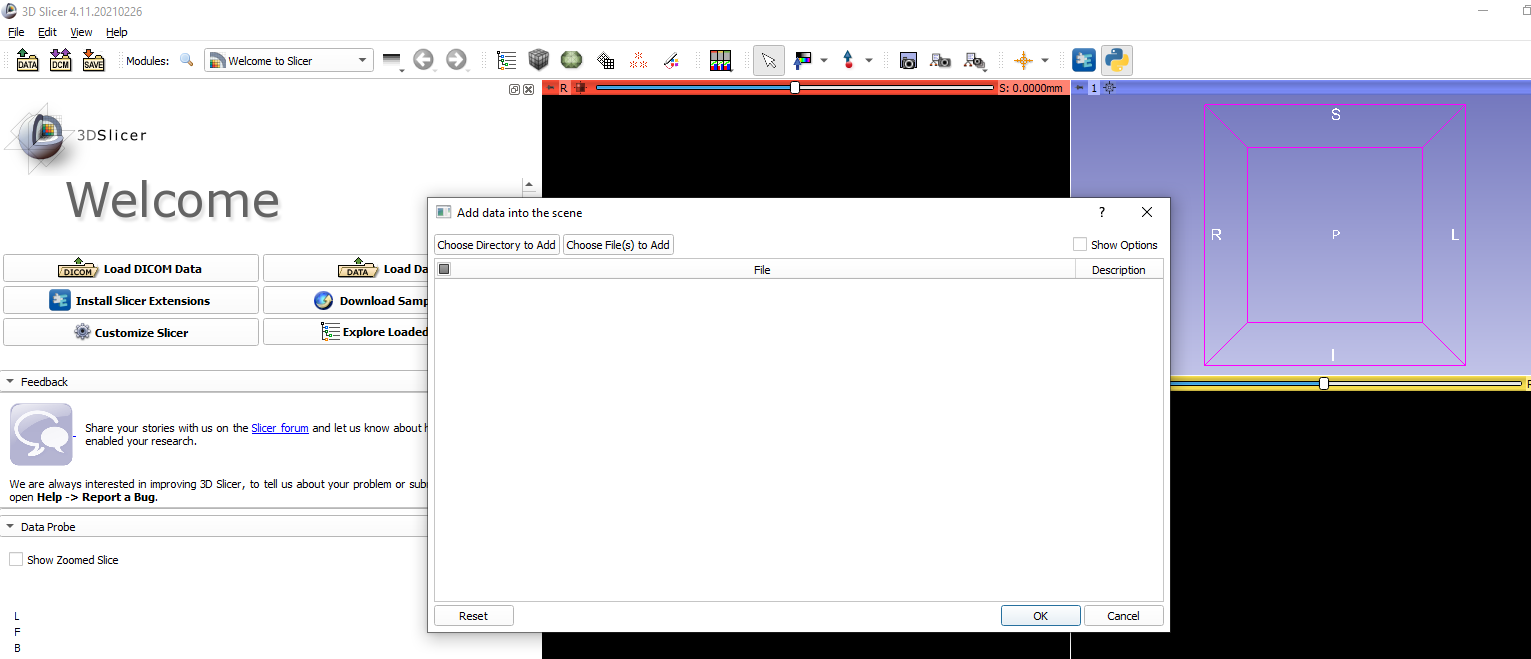 3D Slicer 4.11.20210226
File Edit View Help
DATA DCM SAVE Modules: Welcome to Slicer
R S: 0.0000mm
1
3DSlicer
Welcome
DICOM Load DICOM Data
DATA Load Da
Install Slicer Extensions
Download Samp
Customize Slicer
Explore Loaded
Feedback
Share your stories with us on the Slicer forum and let us know about
enabled your research.
We are always interested in improving 3D Slicer, to tell us about your problem or sub
open Help -> Report a Bug.
Data Probe
Show Zoomed Slice
L
F
B
Add data into the scene
?
Choose Directory to Add Choose File(s) to Add Show Options
File Description
Reset OK Cancel
S
R P L
I